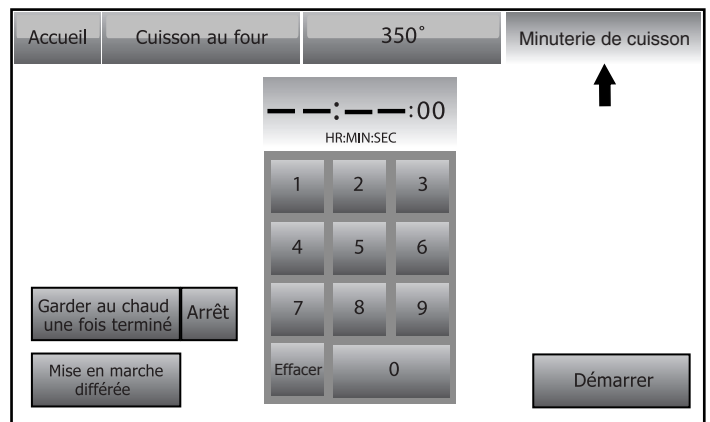 Accueil
Cuisson au four
350°
Minuterie de cuisson
– –:– –:00
HR:MIN:SEC
1 2 3
4 5 6
7 8 9
Effacer 0
Garder au chaud
une fois terminé
Arrêt
Mise en marche
différée
Démarrer